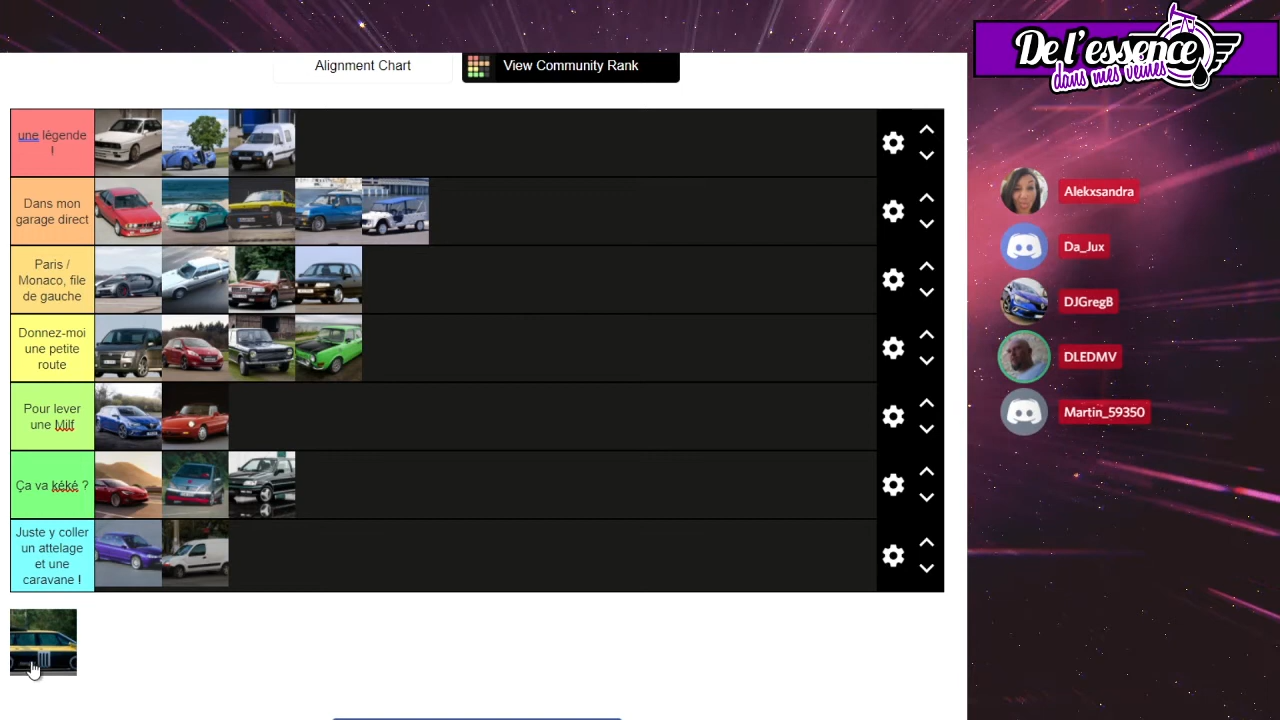 De l'essence
dans mes veines
Alignment Chart
View Community Rank
une légende
!
Dans mon
garage direct
Paris /
Monaco, file
de gauche
Donnez-moi
une petite
route
Pour lever
une Milf
Ça va kéké ?
Juste y coller
un attelage
et une
caravane !
Alekxsandra
Da_Jux
DJGregB
DLEDMV
Martin_59350